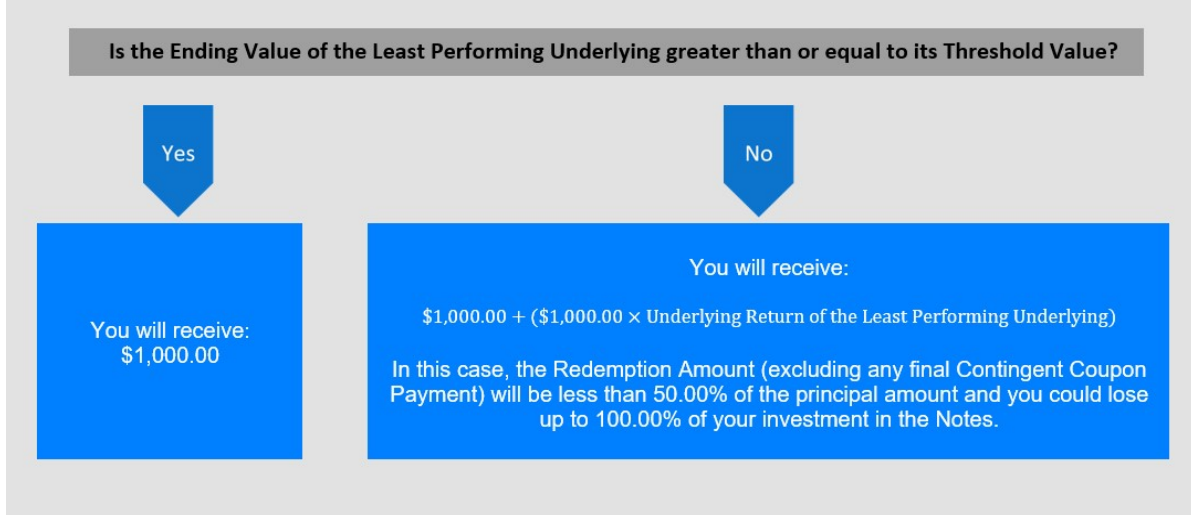 Is the Ending Value of the Least Performing Underlying greater than or equal to its Threshold Value?
Yes
No
You will receive:
$1,000.00
You will receive:
$1,000.00 + ($1,000.00 × Underlying Return of the Least Performing Underlying)
In this case, the Redemption Amount (excluding any final Contingent Coupon
Payment) will be less than 50.00% of the principal amount and you could lose
up to 100.00% of your investment in the Notes.